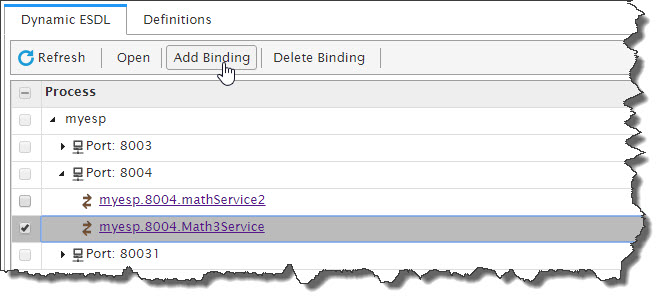 Dynamic ESDL Definitions
Refresh Open Add Binding Delete Binding
Process
myesp
Port: 8003
Port: 8004
myesp.8004.mathService2
myesp.8004.Math3Service
Port: 80031